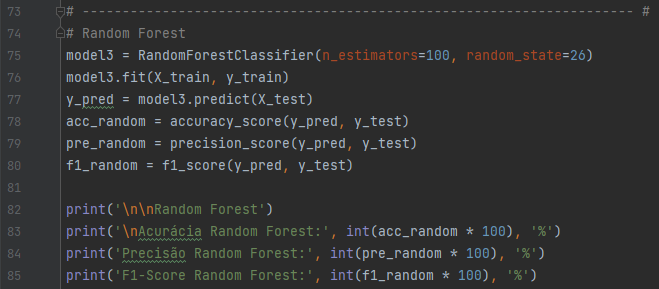 73 # ---------------------------------------------------------------------- #
74 # Random Forest
75 model3 = RandomForestClassifier(n_estimators=100, random_state=26)
76 model3.fit(X_train, y_train)
77 y_pred = model3.predict(X_test)
78 acc_random = accuracy_score(y_pred, y_test)
79 pre_random = precision_score(y_pred, y_test)
80 f1_random = f1_score(y_pred, y_test)
81
82 print('\n\nRandom Forest')
83 print('\nAcurácia Random Forest:', int(acc_random * 100), '%')
84 print('Precisão Random Forest:', int(pre_random * 100), '%')
85 print('F1-Score Random Forest:', int(f1_random * 100), '%')